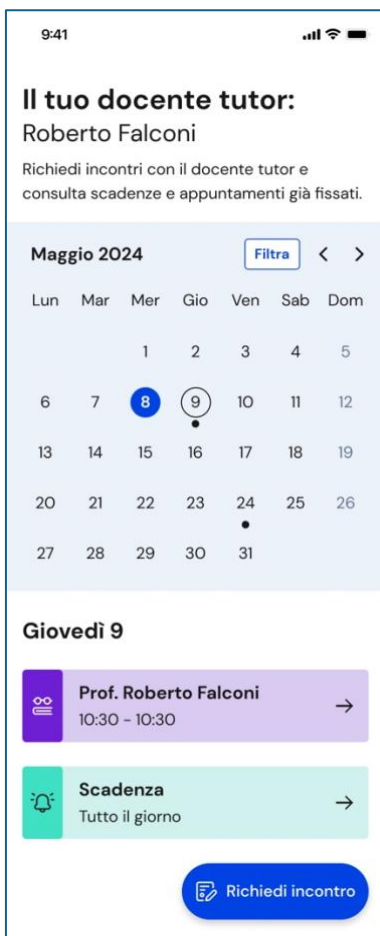 9:41
Il tuo docente tutor:
Roberto Falconi
Richiedi incontri con il docente tutor e
consulta scadenze e appuntamenti già fissati.
Maggio 2024 Filtra
Lun Mar Mer Gio Ven Sab Dom
1 2 3 4 5
6 7 8 9 10 11 12
13 14 15 16 17 18 19
20 21 22 23 24 25 26
27 28 29 30 31
Giovedì 9
Prof. Roberto Falconi
10:30 - 10:30
Scadenza
Tutto il giorno
Richiedi incontro